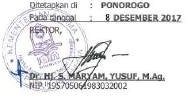 Ditetapkan di : PONOROGO
Pada tanggal : 8 DESEMBER 2017
REKTOR,
Dr. Hj. S. MARYAM, YUSUF, M.Ag.
NIP 195705061983032002